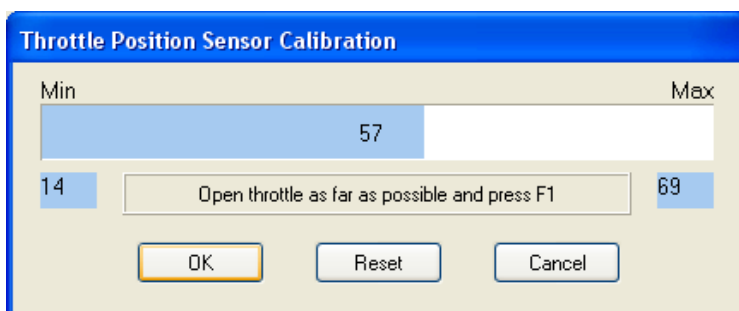 Throttle Position Sensor Calibration
Min Max
57
14 Open throttle as far as possible and press F1 69
OK Reset Cancel